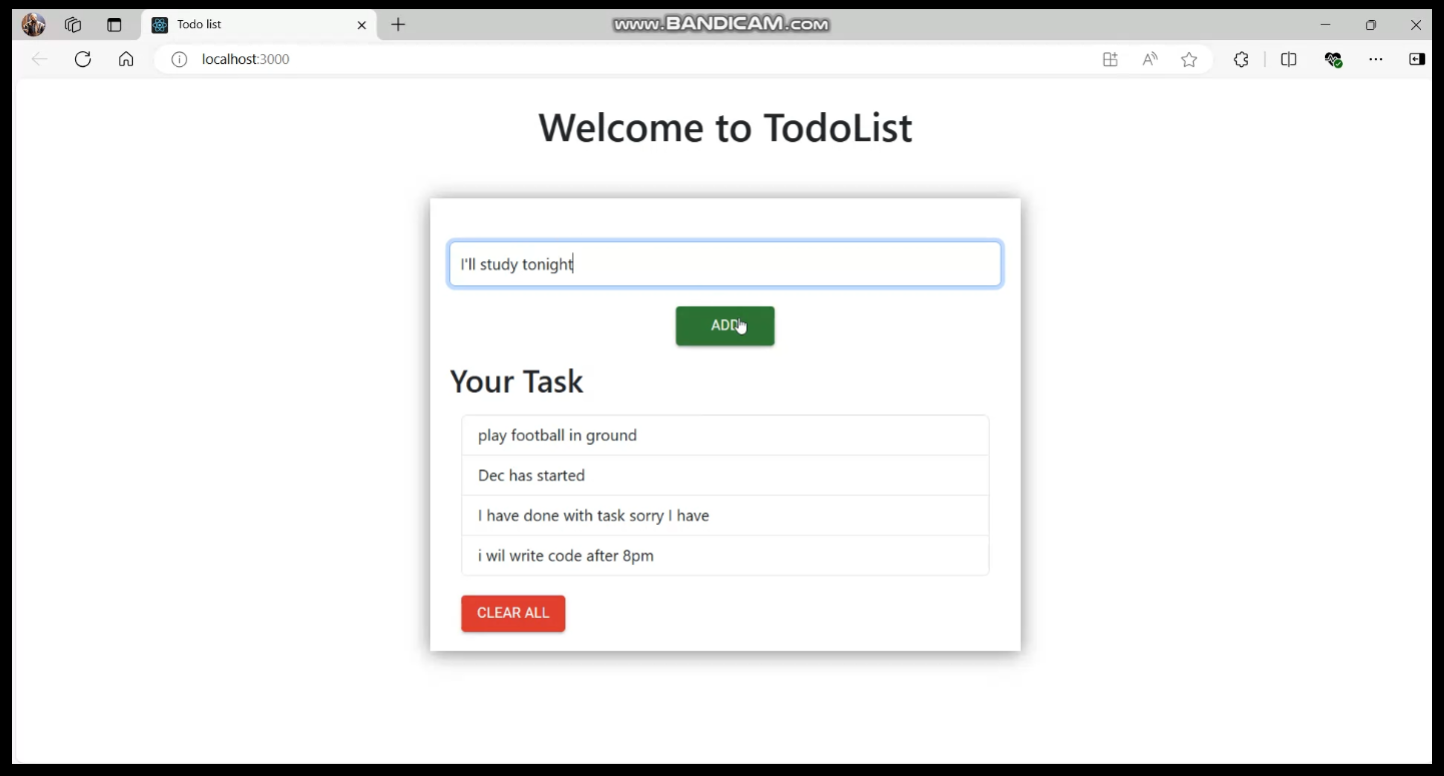 Todo list
www.BANDICAM.com
localhost:3000
Welcome to TodoList
I'll study tonight
ADD
Your Task
play football in ground
Dec has started
I have done with task sorry I have
i wil write code after 8pm
CLEAR ALL